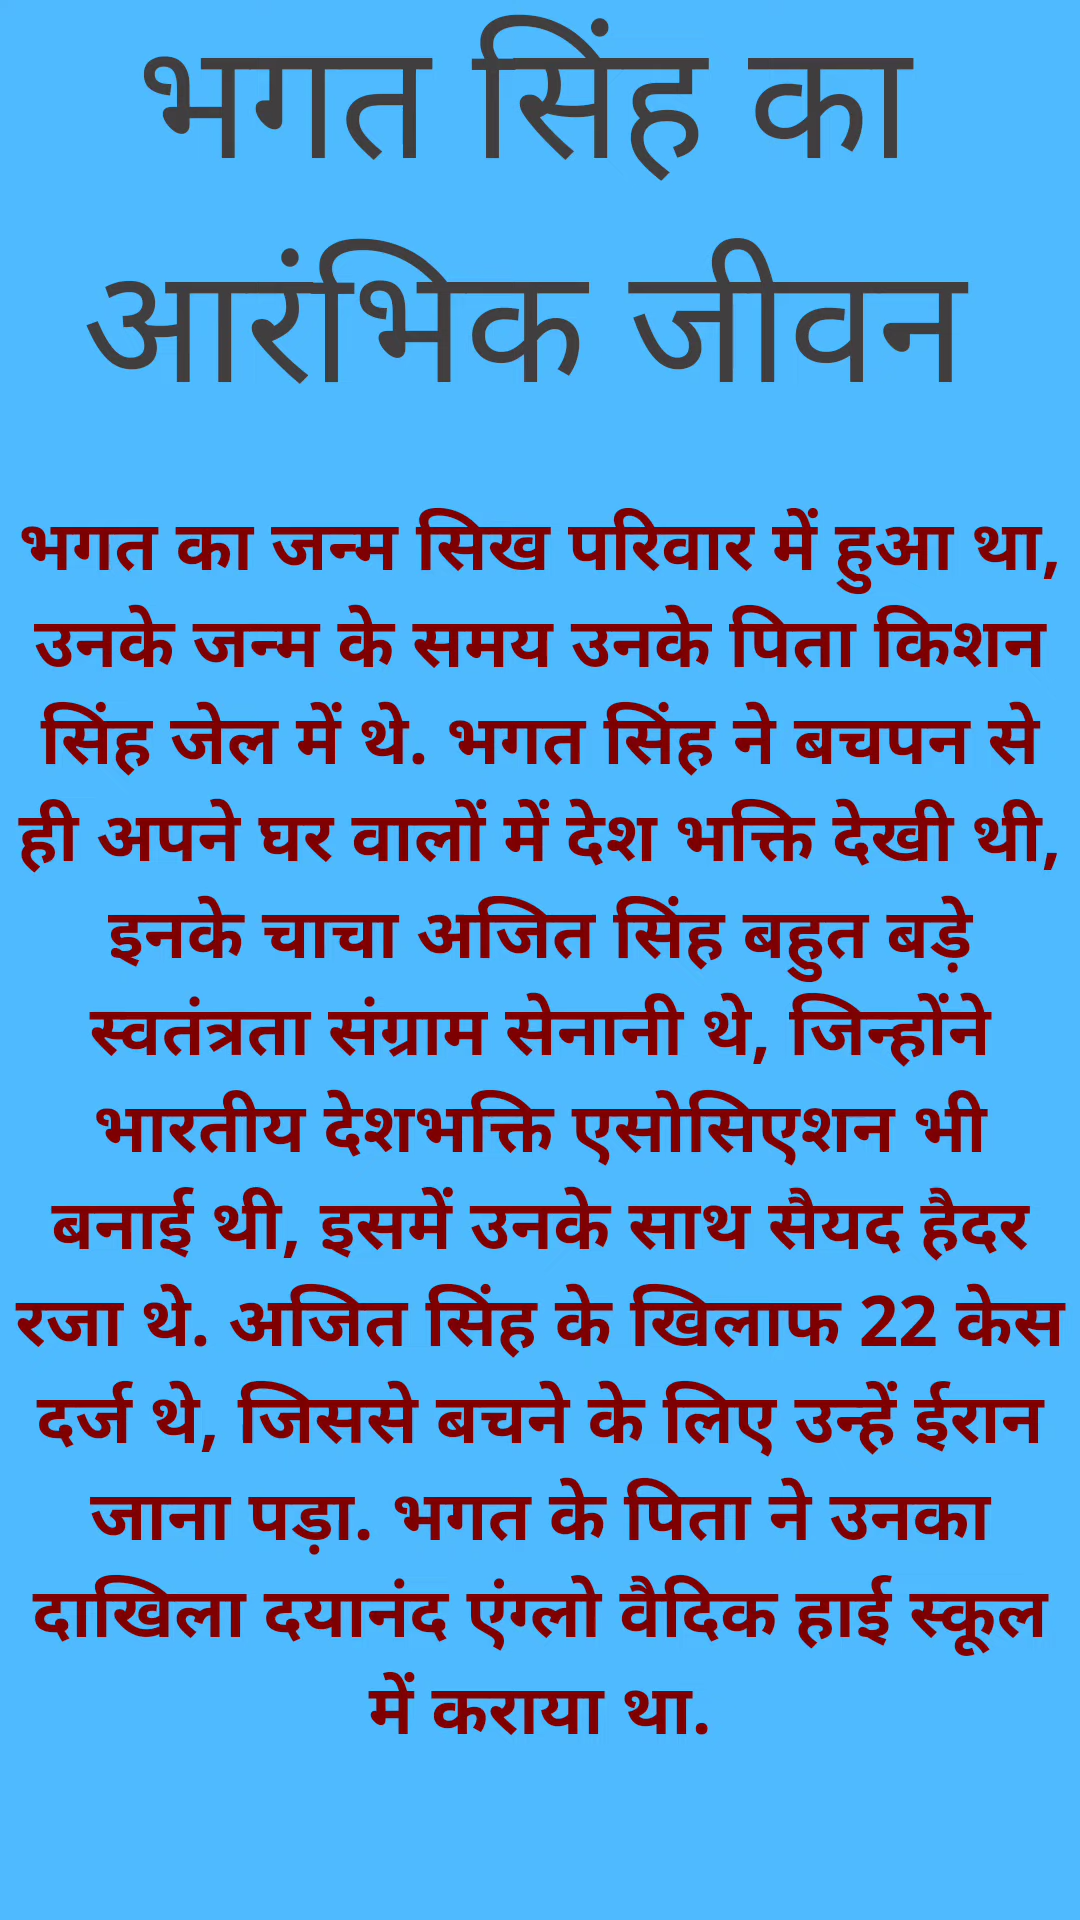 भगत सिंह का
आरंभिक जीवन
भगत का जन्म सिख परिवार में हुआ था,
उनके जन्म के समय उनके पिता किशन
सिंह जेल में थे. भगत सिंह ने बचपन से
ही अपने घर वालों में देश भक्ति देखी थी,
इनके चाचा अजित सिंह बहुत बड़े
स्वतंत्रता संग्राम सेनानी थे, जिन्होंने
भारतीय देशभक्ति एसोसिएशन भी
बनाई थी, इसमें उनके साथ सैयद हैदर
रजा थे. अजित सिंह के खिलाफ 22 केस
दर्ज थे, जिससे बचने के लिए उन्हें ईरान
जाना पड़ा. भगत के पिता ने उनका
दाखिला दयानंद एंग्लो वैदिक हाई स्कूल
में कराया था.